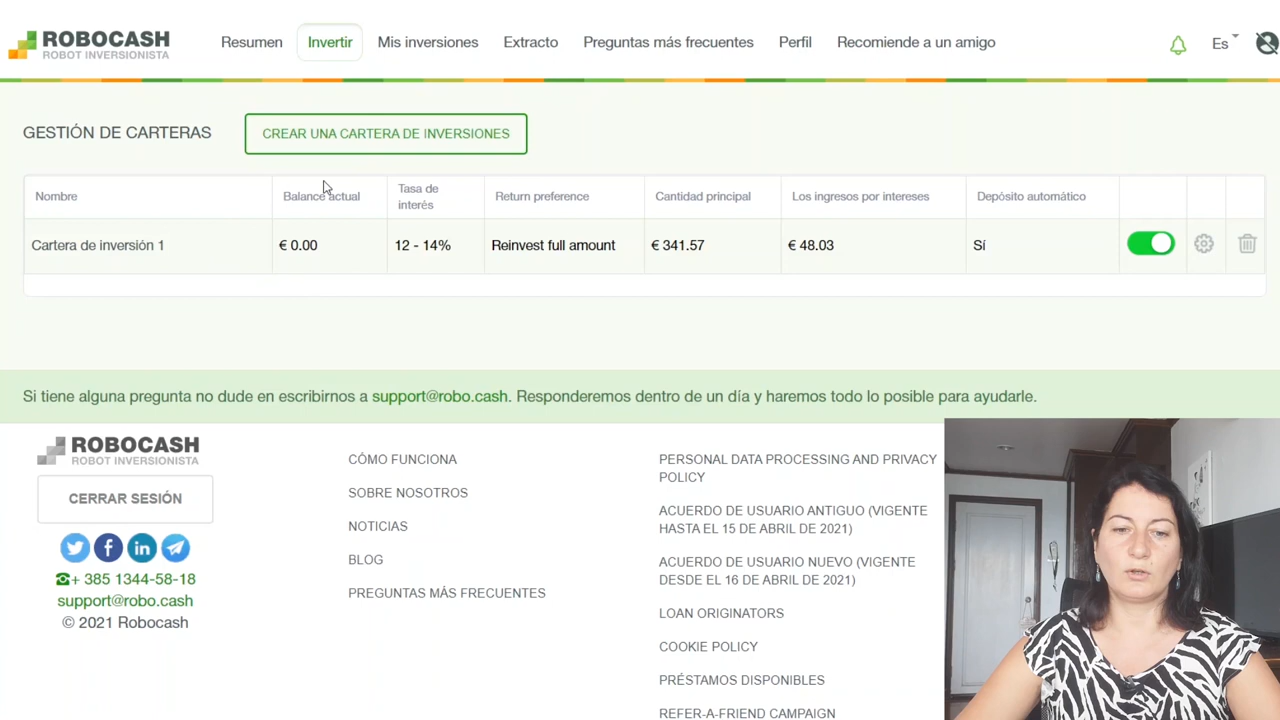 ROBOCASH
ROBOT INVERSIONISTA
Resumen
Invertir
Mis inversiones
Extracto
Preguntas más frecuentes
Perfil
Recomiende a un amigo
Es
GESTIÓN DE CARTERAS
CREAR UNA CARTERA DE INVERSIONES
Nombre
Balance actual
Tasa de
interés
Return preference
Cantidad principal
Los ingresos por intereses
Depósito automático
Cartera de inversión 1
€ 0.00
12 - 14%
Reinvest full amount
€ 341.57
€ 48.03
Sí
Si tiene alguna pregunta no dude en escribirnos a support@robo.cash. Responderemos dentro de un día y haremos todo lo posible para ayudarle.
ROBOCASH
ROBOT INVERSIONISTA
CERRAR SESIÓN
+ 385 1344-58-18
support@robo.cash
© 2021 Robocash
CÓMO FUNCIONA
SOBRE NOSOTROS
NOTICIAS
BLOG
PREGUNTAS MÁS FRECUENTES
PERSONAL DATA PROCESSING AND PRIVACY
POLICY
ACUERDO DE USUARIO ANTIGUO (VIGENTE
HASTA EL 15 DE ABRIL DE 2021)
ACUERDO DE USUARIO NUEVO (VIGENTE
DESDE EL 16 DE ABRIL DE 2021)
LOAN ORIGINATORS
COOKIE POLICY
PRÉSTAMOS DISPONIBLES
REFER-A-FRIEND CAMPAIGN